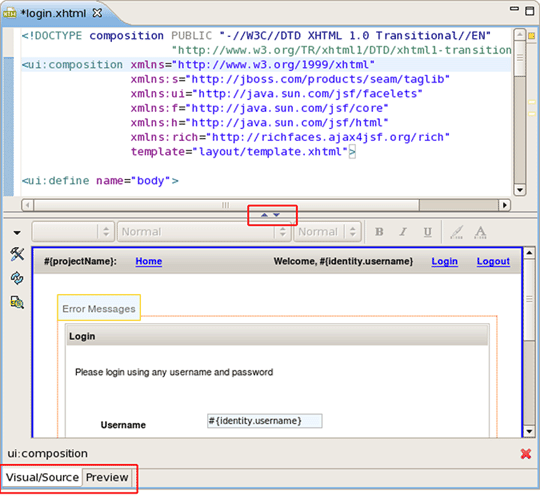 *login.xhtml
<!DOCTYPE composition PUBLIC "-//W3C//DTD XHTML 1.0 Transitional//EN"
"http://www.w3.org/TR/xhtml1/DTD/xhtml1-transition
<ui:composition xmlns="http://www.w3.org/1999/xhtml"
xmlns:s="http://jboss.com/products/seam/taglib"
xmlns:ui="http://java.sun.com/jsf/facelets"
xmlns:f="http://java.sun.com/jsf/core"
xmlns:h="http://java.sun.com/jsf/html"
xmlns:rich="http://richfaces.ajax4jsf.org/rich"
template="layout/template.xhtml">
<ui:define name="body">
Normal Normal B I U A
#{projectName}: Home Welcome, #{identity.username} Login Logout
Error Messages
Login
Please login using any username and password
Username #{identity.username}
ui:composition
Visual/Source Preview